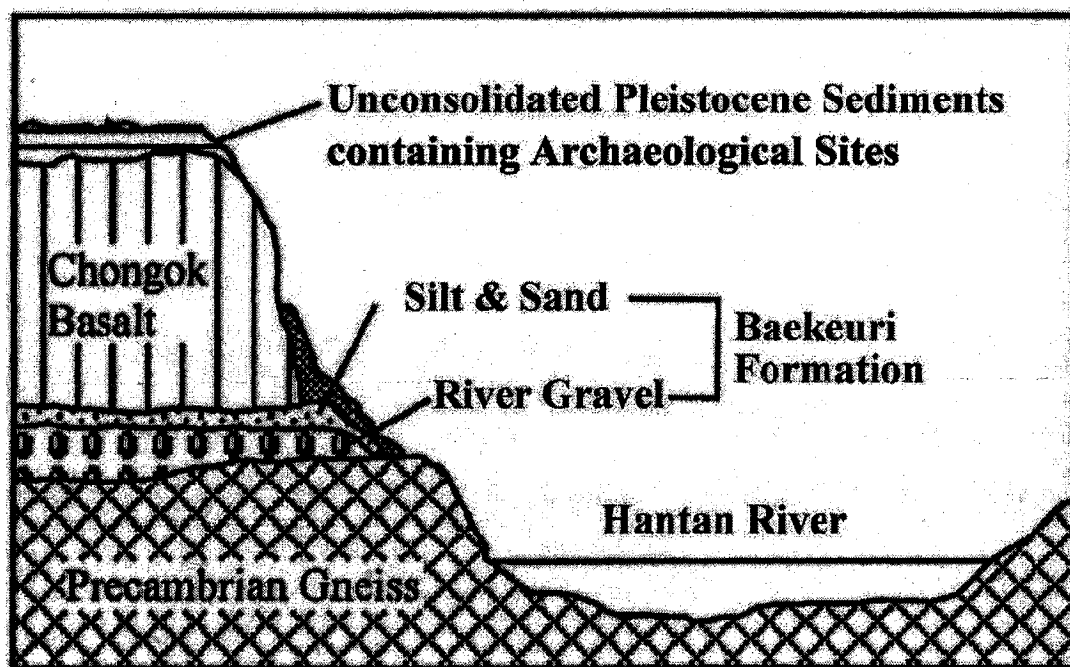 Unconsolidated Pleistocene Sediments
containing Archaeological Sites
Chongok
Basalt
Silt & Sand
River Gravel
Baekeuri
Formation
Hantan River
Precambrian Gneiss